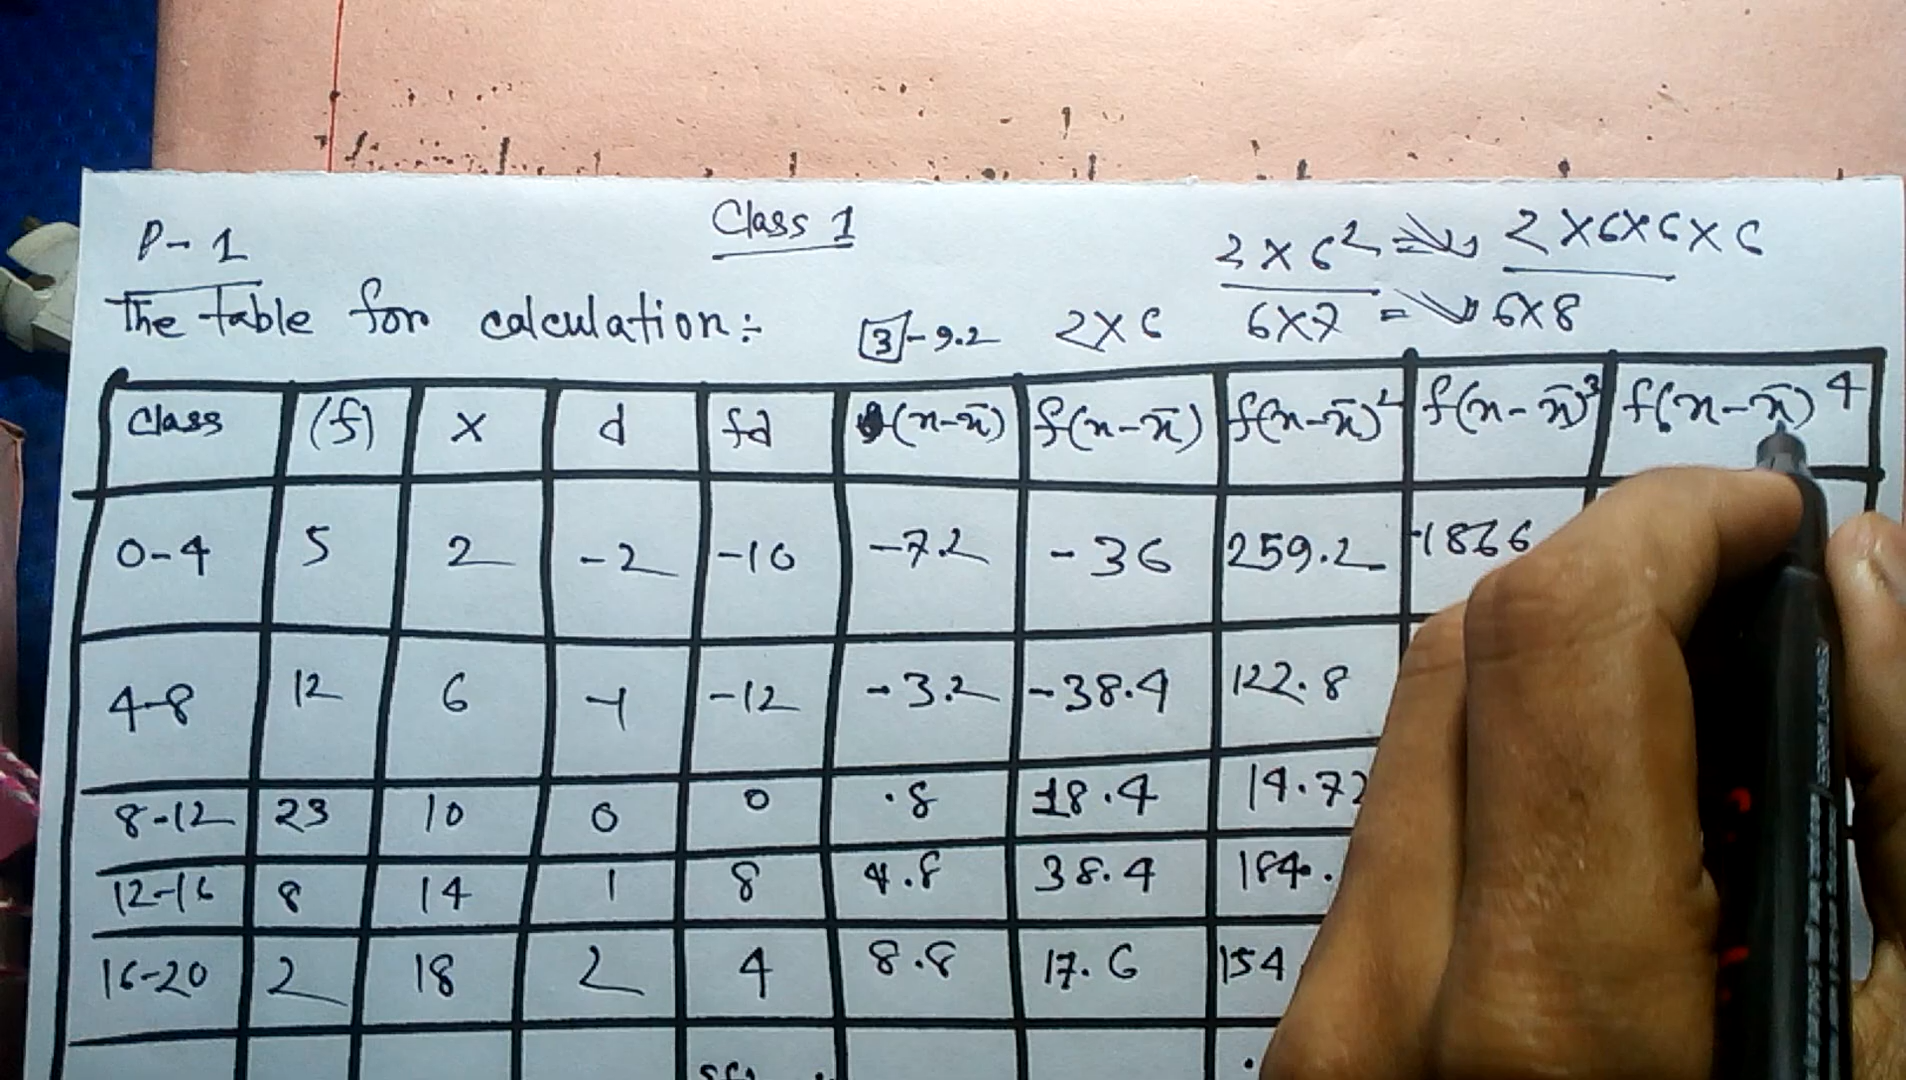 Class 1
P-1
2×6² => 2×6×6×6
The table for calculation:-
[3]-9.2 2×6 6×7 = 6×8
Class (f) x d fd (x-x̄) f(x-x̄) f(x-x̄)² f(x-x̄)³ f(x-x̄)4
0-4 5 2 -2 -10 -7.2 -36 259.2 -1866
4-8 12 6 -1 -12 -3.2 -38.4 122.8
8-12 23 10 0 0 .8 18.4 14.72
12-16 8 14 1 8 4.8 38.4 184.
16-20 2 18 2 4 8.8 17.6 154